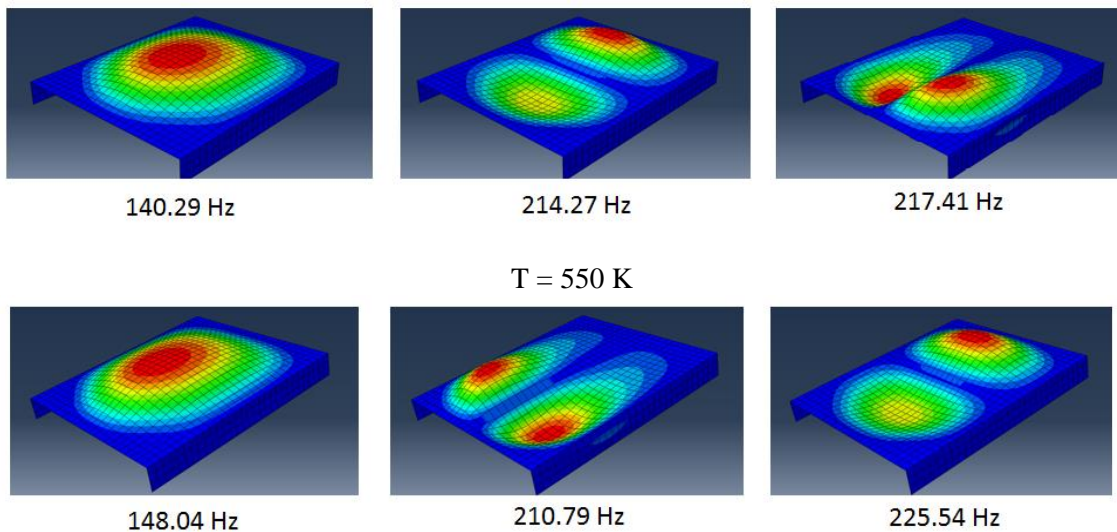 140.29 Hz
214.27 Hz
217.41 Hz
T = 550 K
148.04 Hz
210.79 Hz
225.54 Hz